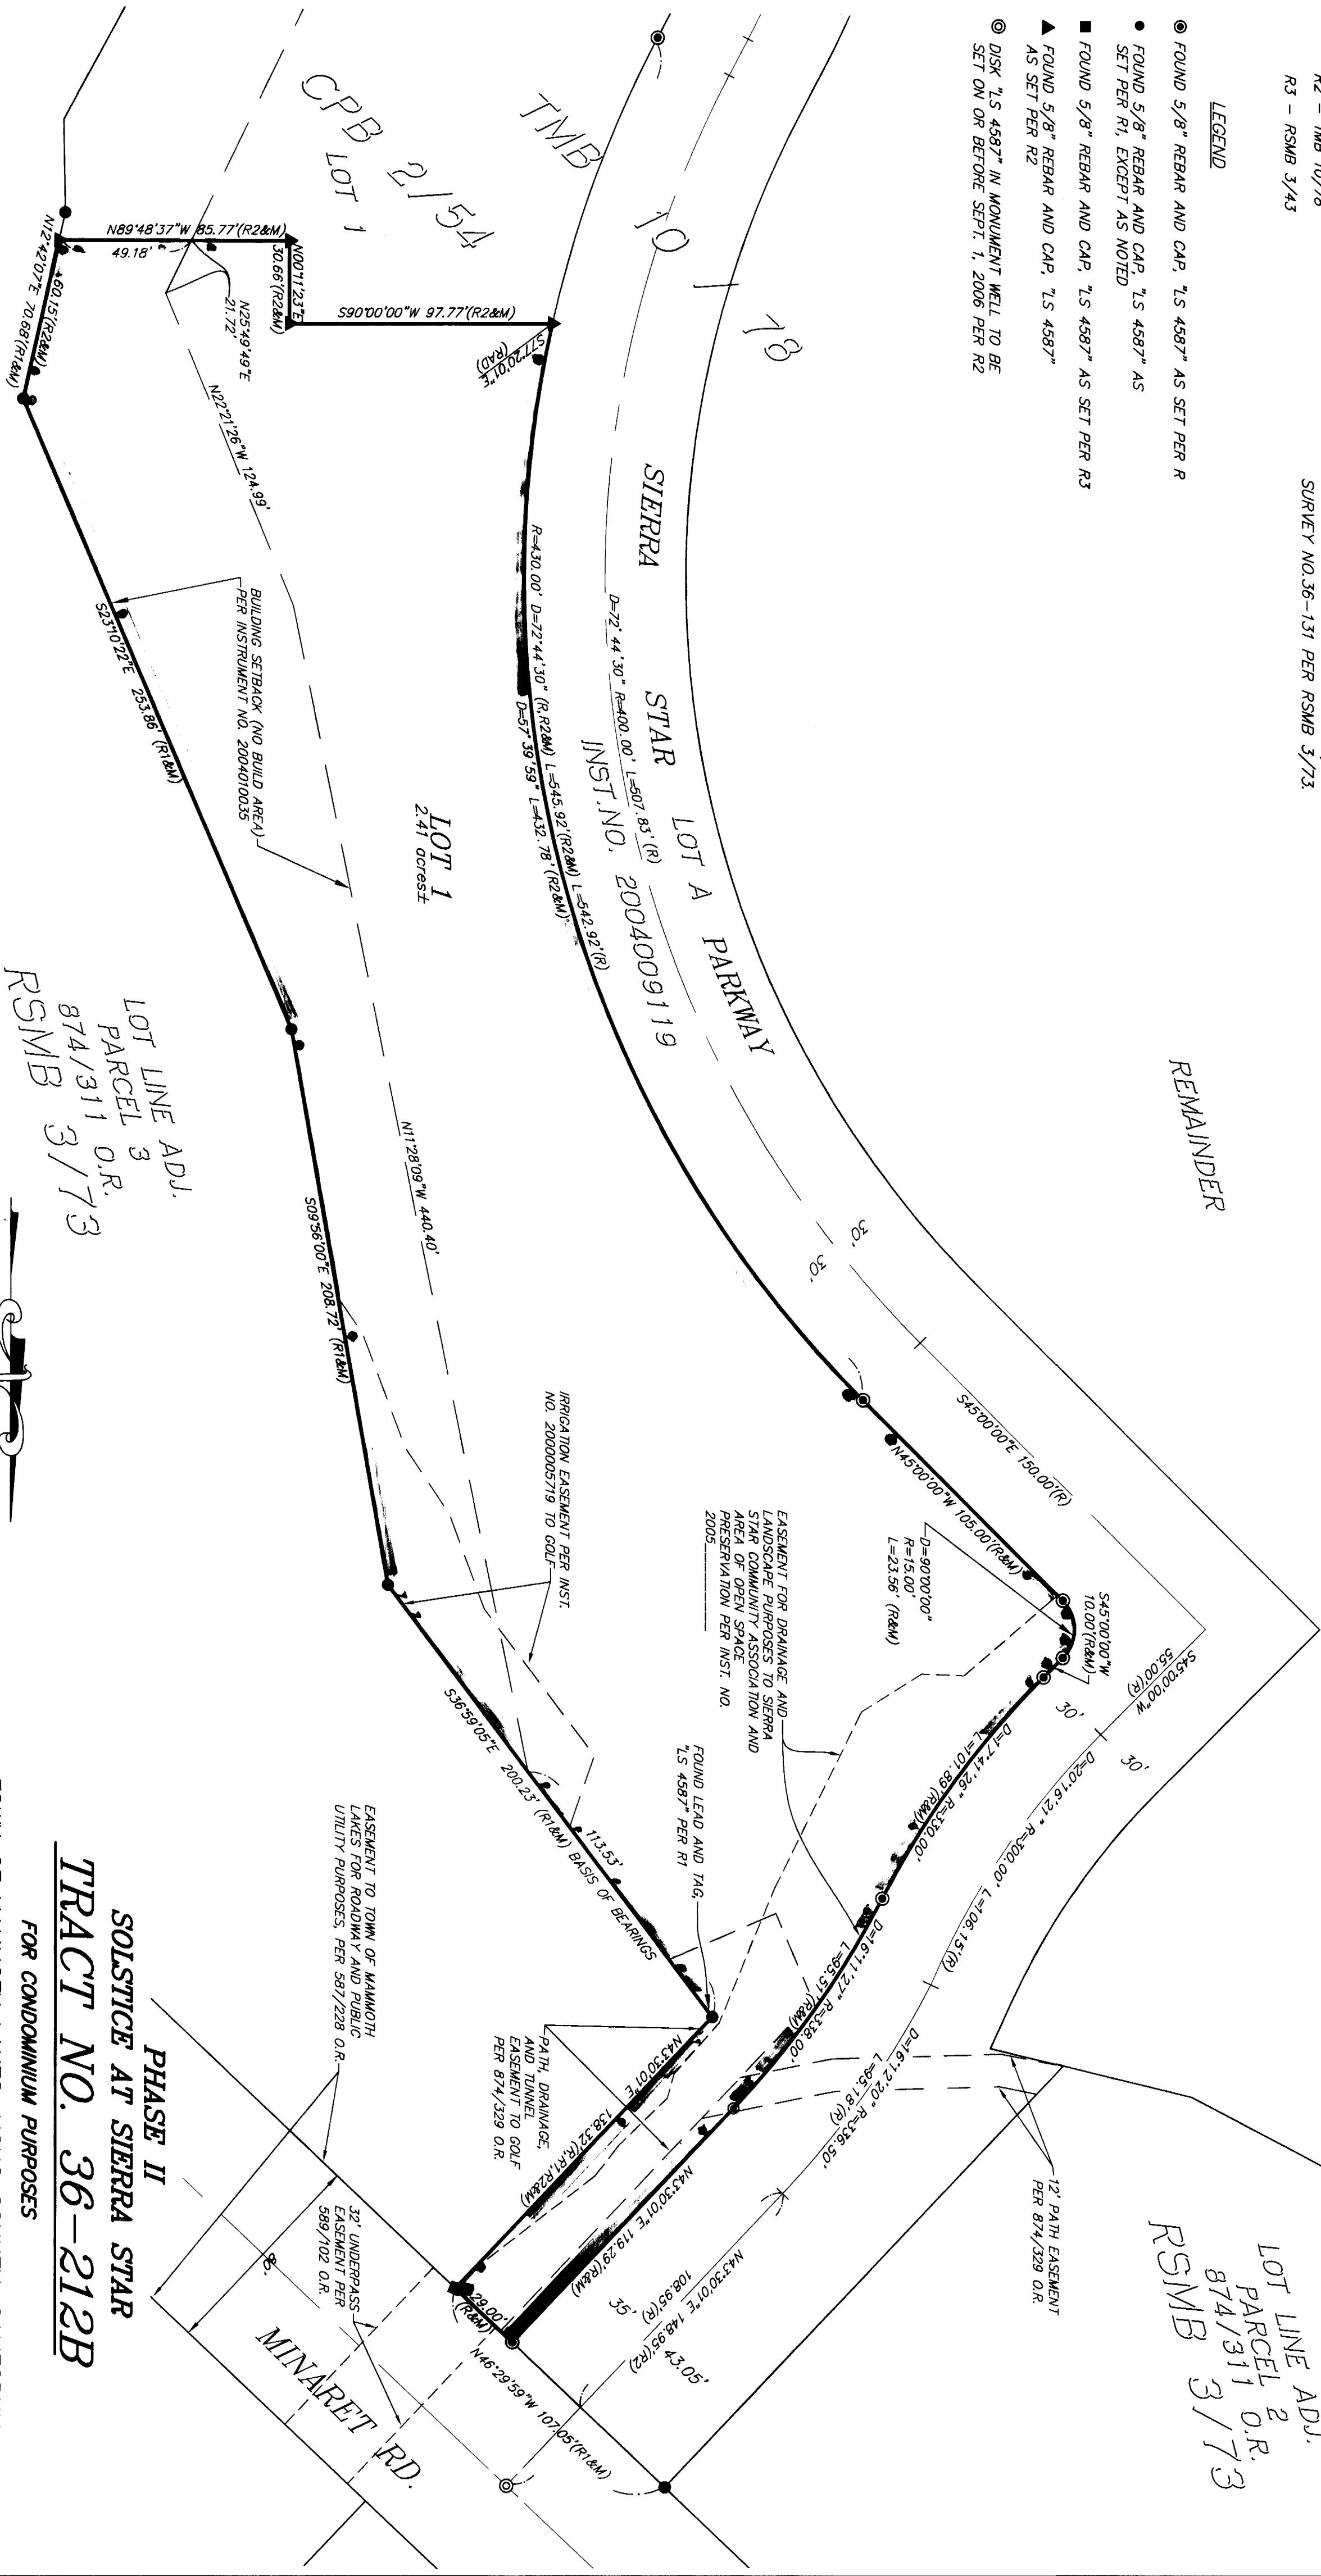 R3 - RSMB 3/43
SURVEY NO.36-131 PER RSMB 3/73.
LEGEND
FOUND 5/8" REBAR AND CAP, "LS 4587" AS SET PER R
FOUND 5/8" REBAR AND CAP, "LS 4587" AS
SET PER R1, EXCEPT AS NOTED
FOUND 5/8" REBAR AND CAP, "LS 4587" AS SET PER R3
FOUND 5/8" REBAR AND CAP, "LS 4587"
AS SET PER R2
DISK "LS 4587" IN MONUMENT WELL TO BE
SET ON OR BEFORE SEPT. 1, 2006 PER R2
REMAINDER
LOT LINE ADJ.
PARCEL 2
874/311 O.R.
RSMB 3/73
TMB 10/18
CPB 2/54
LOT 1
SIERRA STAR PARKWAY
LOT A
INST.NO. 2004009119
D=72°44'30" R=400.00' L=507.83'(R)
R=430.00' D=72°44'30" (R,R2&M) L=545.92'(R2&M) L=542.92'(R)
D=57°39'59" L=432.78'(R2&M)
S77°20'01"E
(RAD)
S90°00'00"W 97.77'(R2&M)
N00°11'23"E
30.66'(R2&M)
N89°48'37"W 85.77'(R2&M)
49.18'
N25°49'49"E
21.72'
N12°42'07"E 70.68'(R1&M)
60.15'(R2&M)
N22°21'26"W 124.99'
BUILDING SETBACK (NO BUILD AREA)
PER INSTRUMENT NO. 2004010035
S23°10'22"E 253.86' (R1&M)
LOT 1
2.41 acres±
N11°28'09"W 440.40'
S09°56'00"E 208.72' (R1&M)
LOT LINE ADJ.
PARCEL 3
874/311 O.R.
RSMB 3/73
30'
30'
S45°00'00"E 150.00'(R)
N45°00'00"W 105.00'(R&M)
D=90°00'00"
R=15.00'
L=23.56' (R&M)
S45°00'00"W
10.00'(R&M)
S45°00'00"W
55.00'(R)
30'
30'
D=17°41'26" R=330.00'
L=101.89'(R&M)
D=20°16'21" R=300.00' L=106.15'(R)
D=16°11'27" R=338.00'
L=95.51'(R&M)
D=16°12'20" R=336.50'
L=95.18'(R)
EASEMENT FOR DRAINAGE AND
LANDSCAPE PURPOSES TO SIERRA
STAR COMMUNITY ASSOCIATION AND
AREA OF OPEN SPACE
PRESERVATION PER INST. NO.
2005
IRRIGATION EASEMENT PER INST.
NO. 2000005719 TO GOLF
FOUND LEAD AND TAG,
"LS 4587" PER R1
S36°59'05"E 200.23' (R1&M) BASIS OF BEARINGS
113.53'
12' PATH EASEMENT
PER 874/329 O.R.
PATH, DRAINAGE,
AND TUNNEL
EASEMENT TO GOLF
PER 874/329 O.R.
N43°30'01"E 138.32'(R,R1,R2&M)
N43°30'01"E 119.29'(R&M)
N43°30'01"E 148.95'(R2)
108.95'(R)
35'
43.05'
29.00'
(R&M)
N46°29'59"W 107.05'(R1&M)
EASEMENT TO TOWN OF MAMMOTH
LAKES FOR ROADWAY AND PUBLIC
UTILITY PURPOSES, PER 587/228 O.R.
32' UNDERPASS
EASEMENT PER
589/102 O.R.
MINARET RD.
PHASE II
SOLSTICE AT SIERRA STAR
TRACT NO. 36-212B
FOR CONDOMINIUM PURPOSES